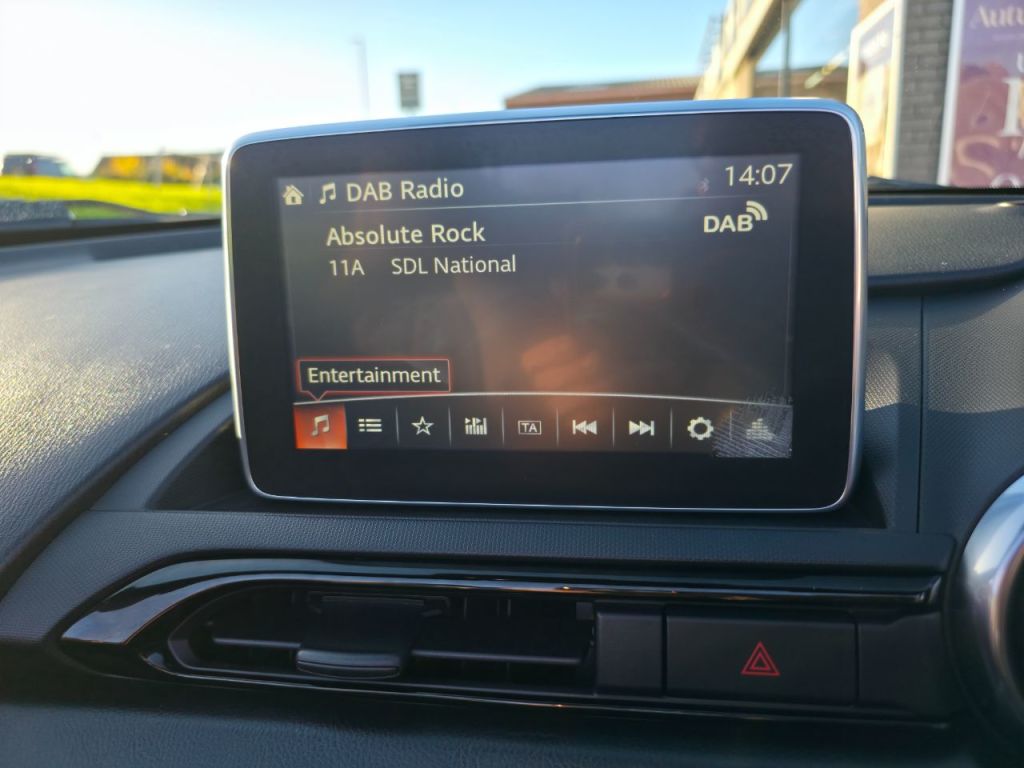 DAB Radio
14:07
Absolute Rock
DAB
11A SDL National
Entertainment
TA